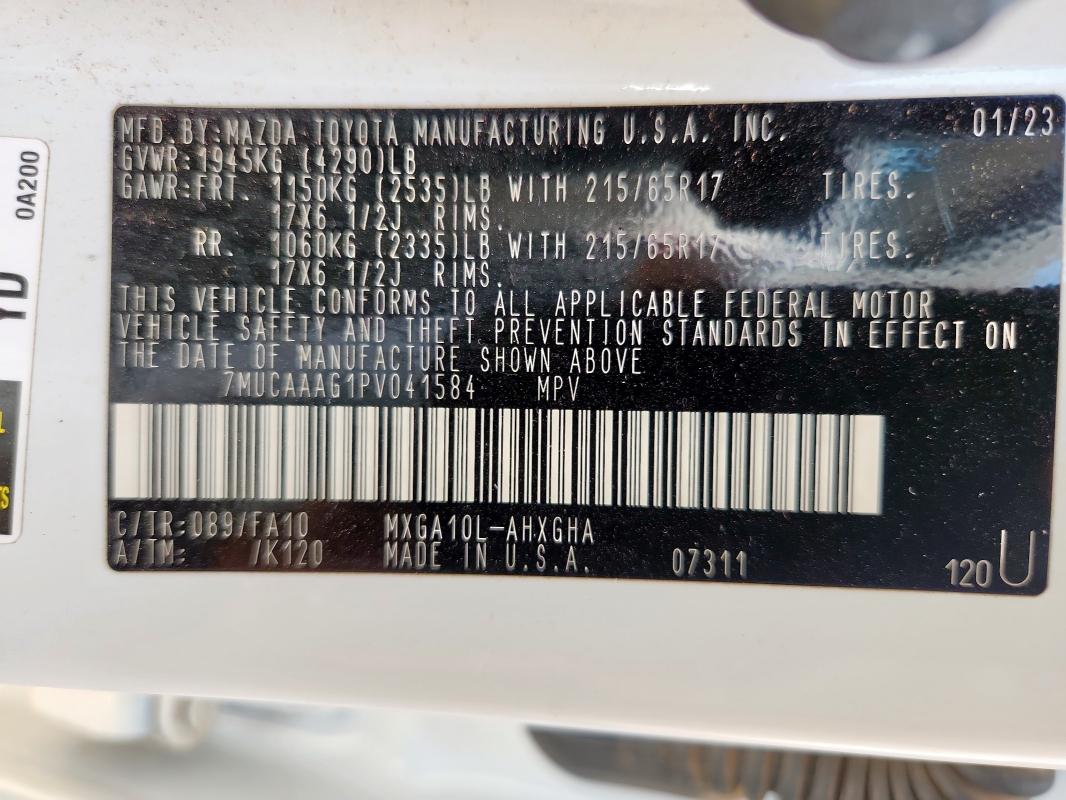 MFD.BY:MAZDA TOYOTA MANUFACTURING U.S.A. INC. 01/23
GVWR:1945KG (4290)LB
GAWR:FRT. 1150KG (2535)LB WITH 215/65R17 TIRES.
17X6 1/2J RIMS.
RR. 1060KG (2335)LB WITH 215/65R17 TIRES.
17X6 1/2J RIMS.
THIS VEHICLE CONFORMS TO ALL APPLICABLE FEDERAL MOTOR
VEHICLE SAFETY AND THEFT PREVENTION STANDARDS IN EFFECT ON
THE DATE OF MANUFACTURE SHOWN ABOVE
7MUCAAAG1PV041584 MPV
C/TR:089/FA10 MXGA10L-AHXGHA
A/TM: /K120 MADE IN U.S.A. 07311
120 U
0A200
YD